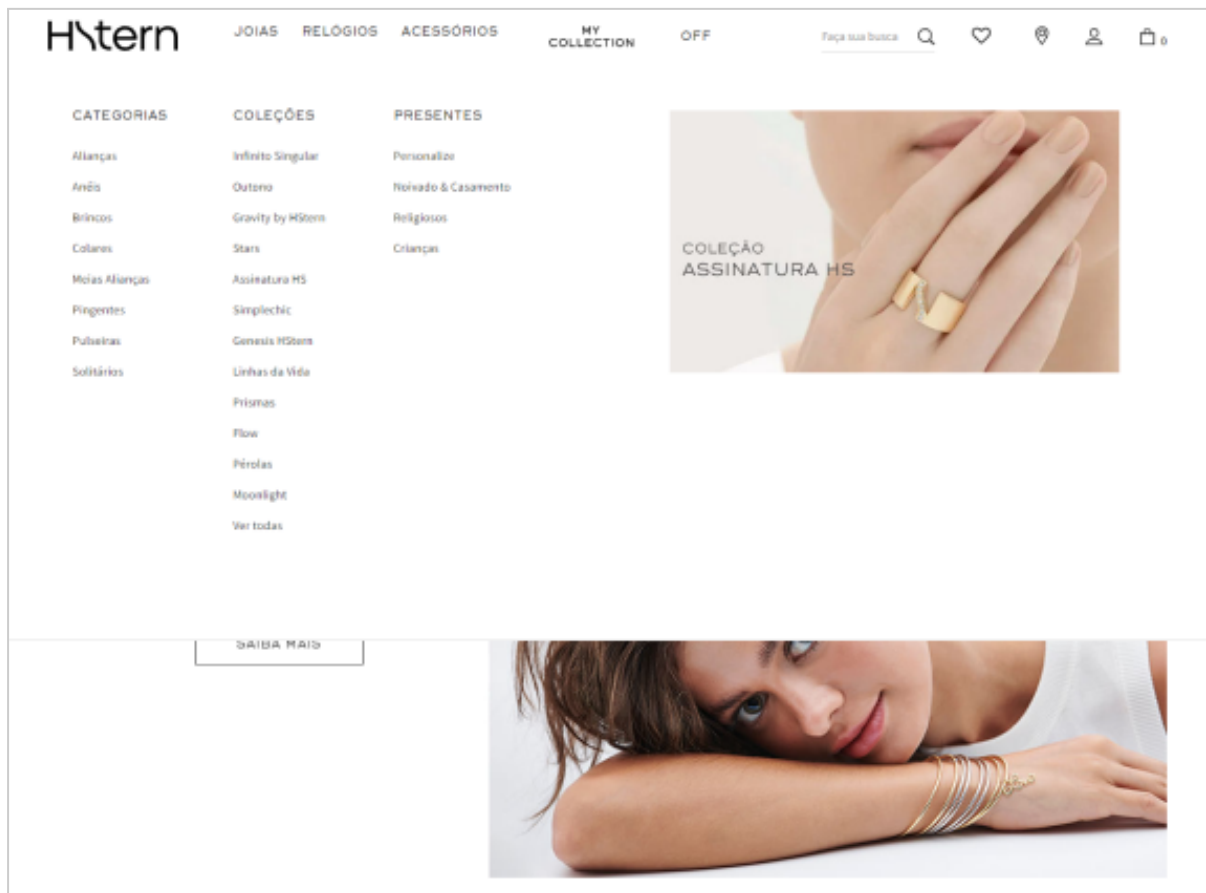 HStern
JOIAS RELÓGIOS ACESSÓRIOS MY COLLECTION OFF Faça sua busca 0
CATEGORIAS
Alianças
Anéis
Brincos
Colares
Meias Alianças
Pingentes
Pulseiras
Solitários
COLEÇÕES
Infinito Singular
Outono
Gravity by HStern
Stars
Assinatura HS
Simplechic
Genesis HStern
Linhas da Vida
Prismas
Flow
Pérolas
Moonlight
Ver todas
PRESENTES
Personalize
Noivado & Casamento
Religiosos
Crianças
COLEÇÃO
ASSINATURA HS
SAIBA MAIS